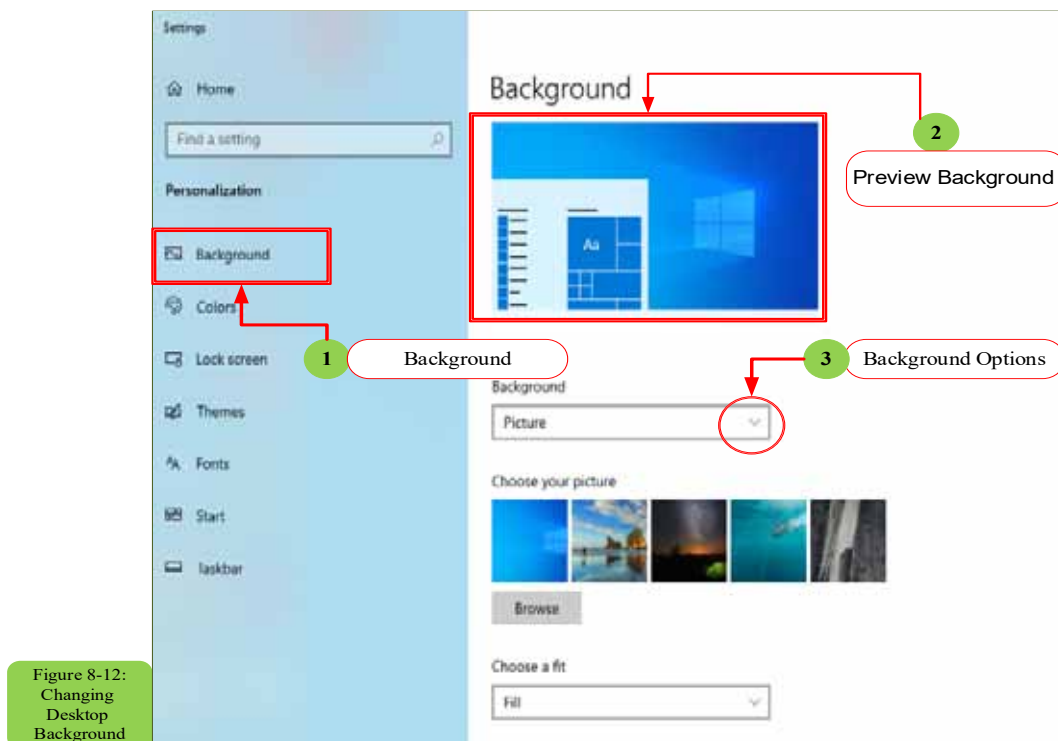 Settings
Home
Find a setting
Personalization
Background
Colors
Lock screen
Themes
Fonts
Start
Taskbar
1
Background
Background
2
Preview Background
Aa
3
Background Options
Background
Picture
Choose your picture
Browse
Choose a fit
Fill
Figure 8-12:
Changing
Desktop
Background